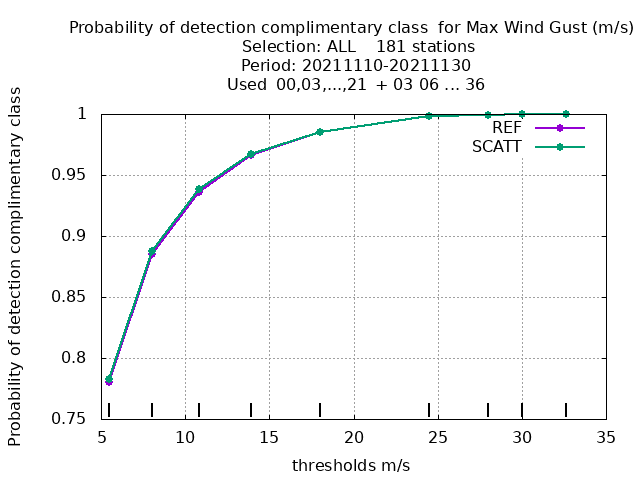 Probability of detection complimentary class  for Max Wind Gust (m/s)
Selection: ALL    181 stations
Period: 20211110-20211130
Used  00,03,...,21  + 03 06 ... 36
Probability of detection complimentary class
1
0.95
0.9
0.85
0.8
0.75
REF
SCATT
5 10 15 20 25 30 35
thresholds m/s